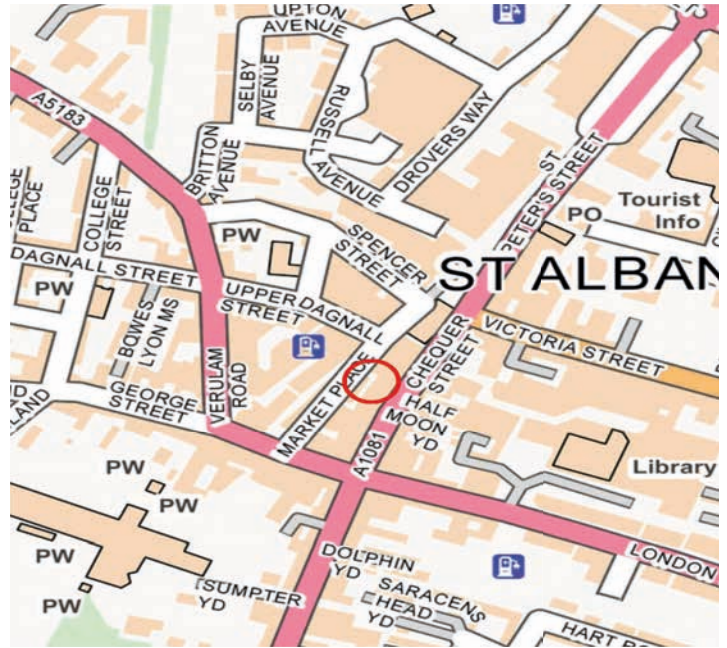 UPTON
AVENUE
A5183
SELBY
AVENUE
RUSSELL
AVENUE
DROVERS WAY
BRITTON
AVENUE
COLLEGE
STREET
PLACE
ST
PETER'S STREET
Tourist
Info
PO
PW
SPENCER
STREET
DAGNALL STREET
PW
UPPER DAGNALL
STREET
ST ALBAN
BOWES
LYON MS
VICTORIA STREET
CHEQUER
STREET
MARKET PLACE
GEORGE
STREET
VERULAM
ROAD
HALF
MOON
YD
A1081
Library
PW
PW
PW
PW
LONDON
DOLPHIN
YD
SUMPTER
YD
SARACENS
HEAD
YD